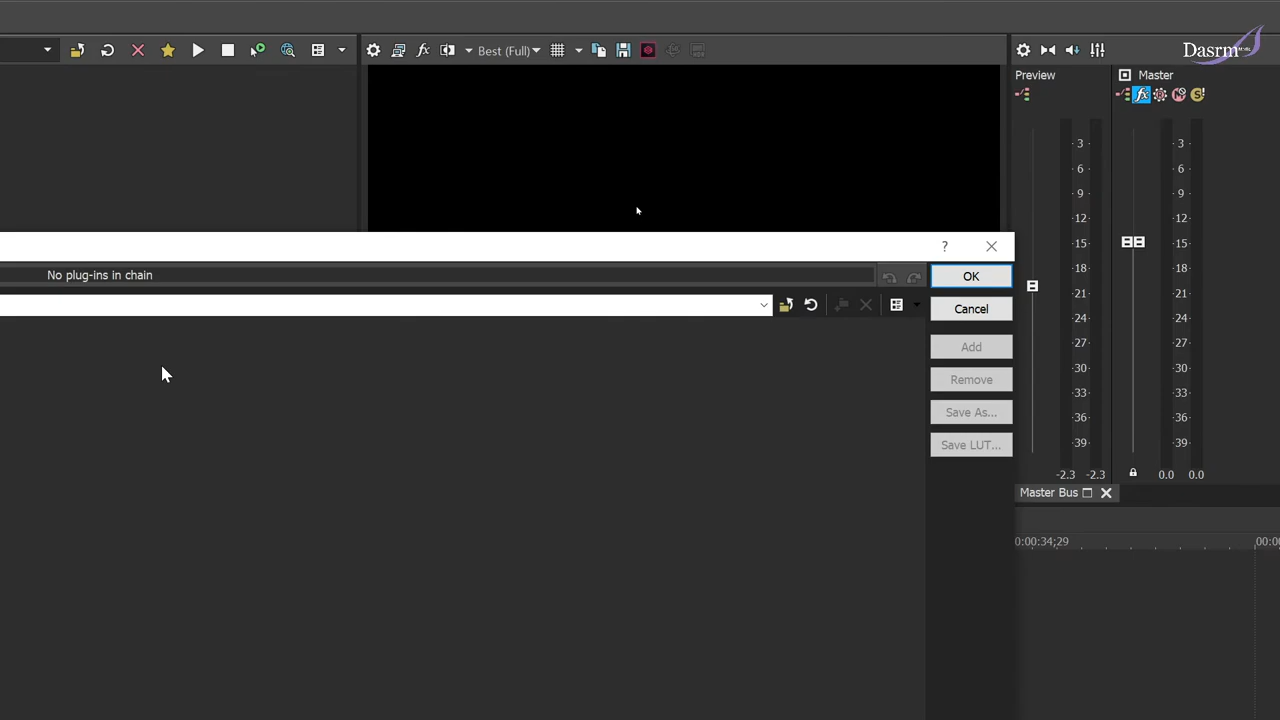 Best (Full)
Dasrm
Preview
Master
3
6
9
12
15
18
21
24
27
30
33
36
39
-2.3 -2.3
3
6
9
12
15
18
21
24
27
30
33
36
39
0.0 0.0
No plug-ins in chain
?
OK
Cancel
Add
Remove
Save As...
Save LUT...
Master Bus
0:00:34;29
00:0